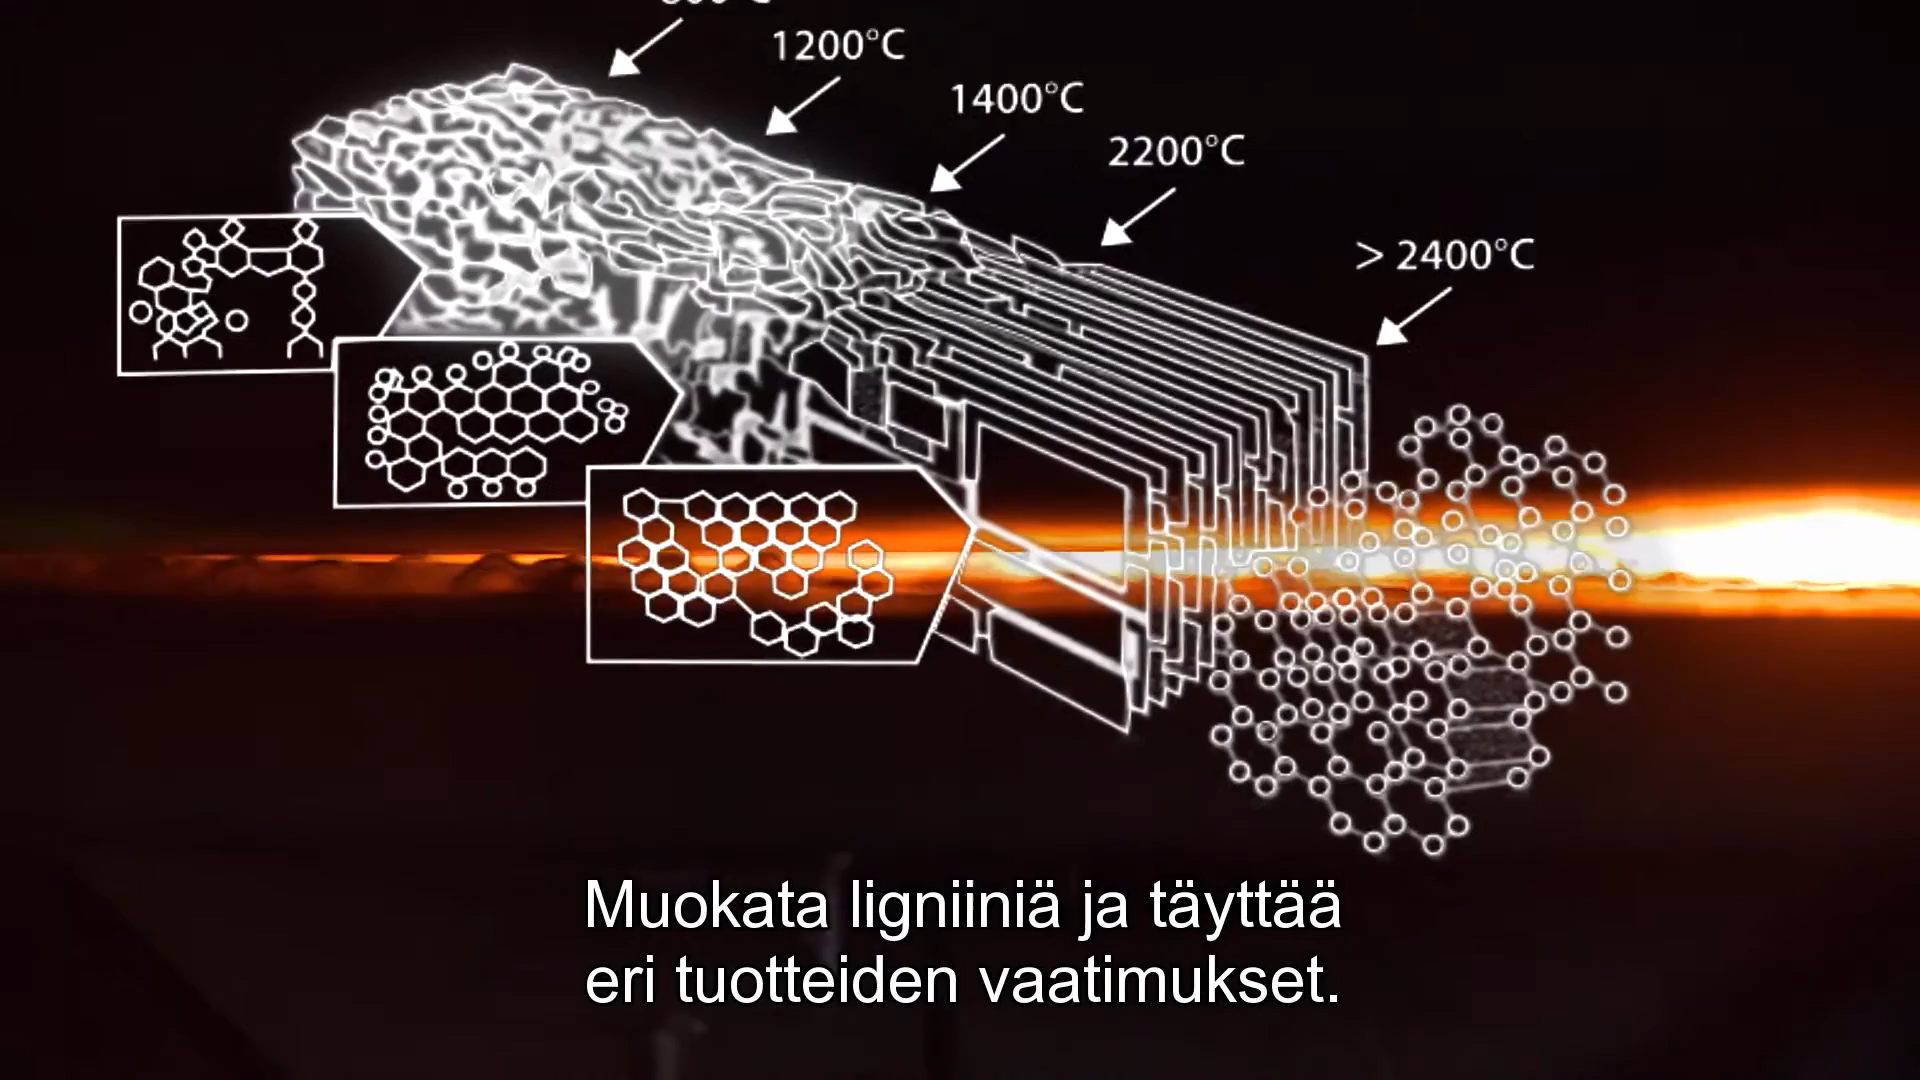 1200°C
1400°C
2200°C
> 2400°C
Muokata ligniiniä ja täyttää
eri tuotteiden vaatimukset.